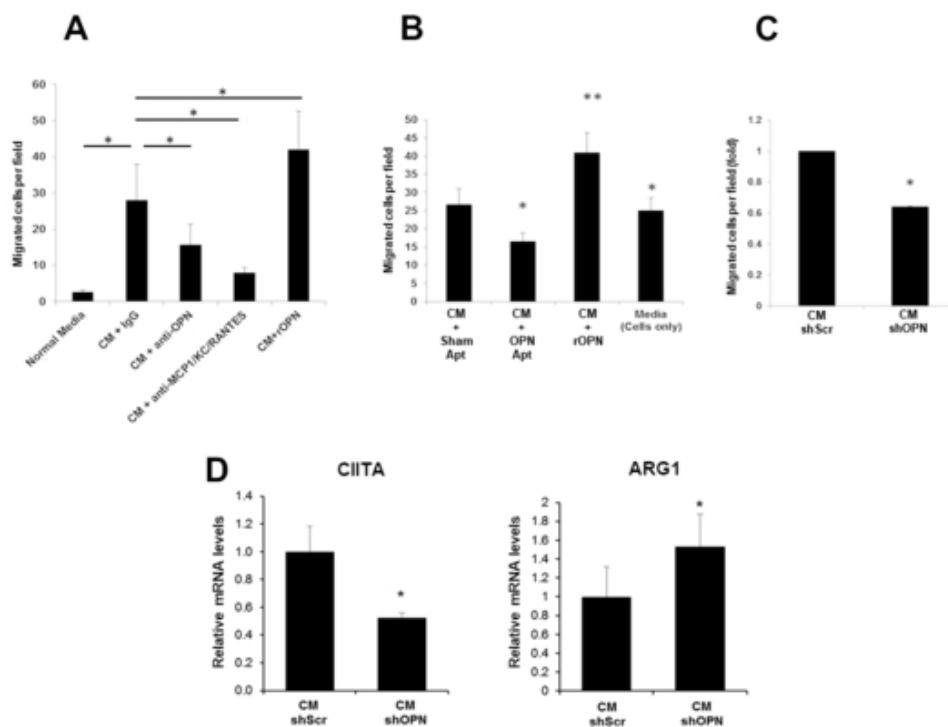 A
Migrated cells per field
60
50
40
30
20
10
0
*
*
*
*
Normal Media
CM + IgG
CM + anti-OPN
CM + anti-MCP1/KC/RANTES
CM+rOPN
B
Migrated cells per field
50
45
40
35
30
25
20
15
10
5
0
*
**
*
CM
+
Sham
Apt
CM
+
OPN
Apt
CM
+
rOPN
Media
(Cells only)
C
Migrated cells per field (fold)
1.2
1
0.8
0.6
0.4
0.2
0
*
CM
shScr
CM
shOPN
D
CIITA
Relative mRNA levels
1.4
1.2
1.0
0.8
0.6
0.4
0.2
0.0
*
CM
shScr
CM
shOPN
ARG1
Relative mRNA levels
2
1.8
1.6
1.4
1.2
1
0.8
0.6
0.4
0.2
0
*
CM
shScr
CM
shOPN